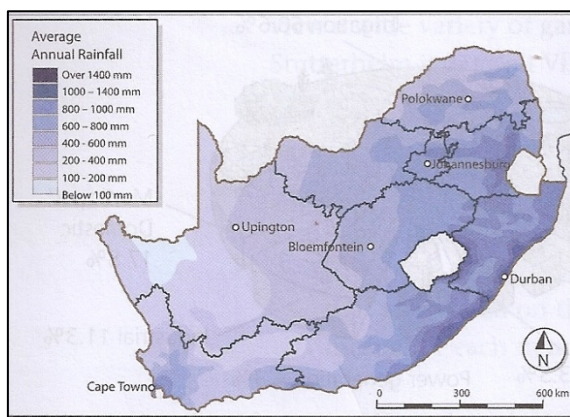 Average
Annual Rainfall
Over 1400 mm
1000 – 1400 mm
800 – 1000 mm
600 – 800 mm
400 – 600 mm
200 – 400 mm
100 - 200 mm
Below 100 mm
Polokwane
Johannesburg
Upington
Bloemfontein
Durban
Cape Town
N
0 300 600 km